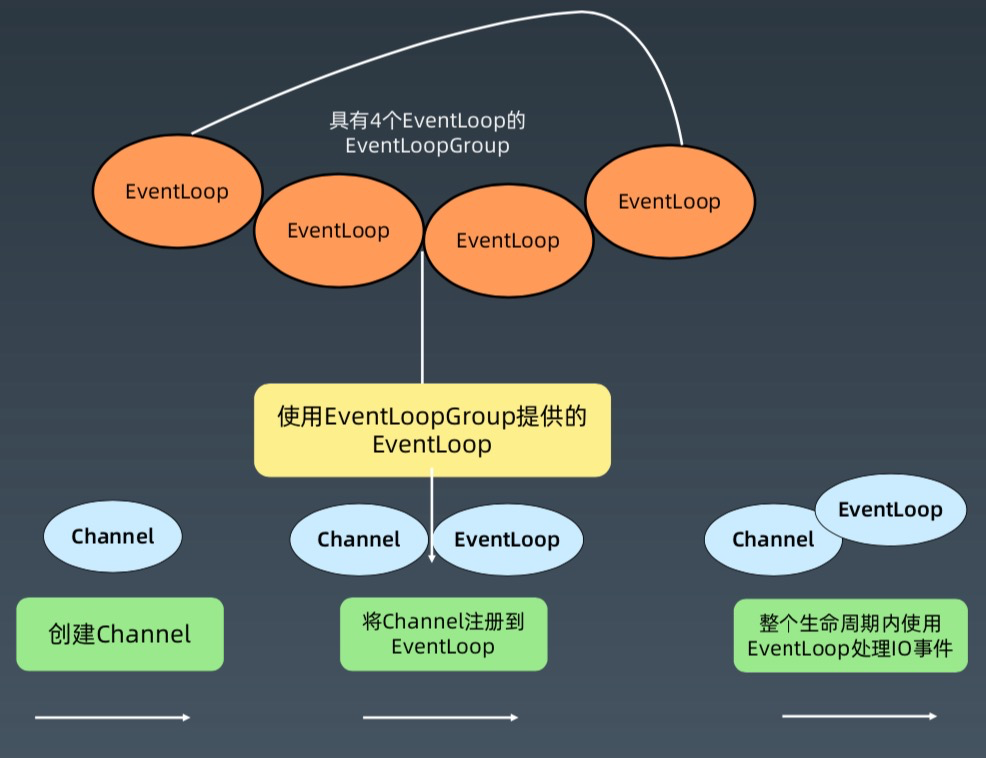 具有4个EventLoop的
EventLoopGroup
EventLoop
EventLoop
EventLoop
EventLoop
使用EventLoopGroup提供的
EventLoop
Channel
Channel
EventLoop
Channel
EventLoop
创建Channel
将Channel注册到
EventLoop
整个生命周期内使用
EventLoop处理IO事件